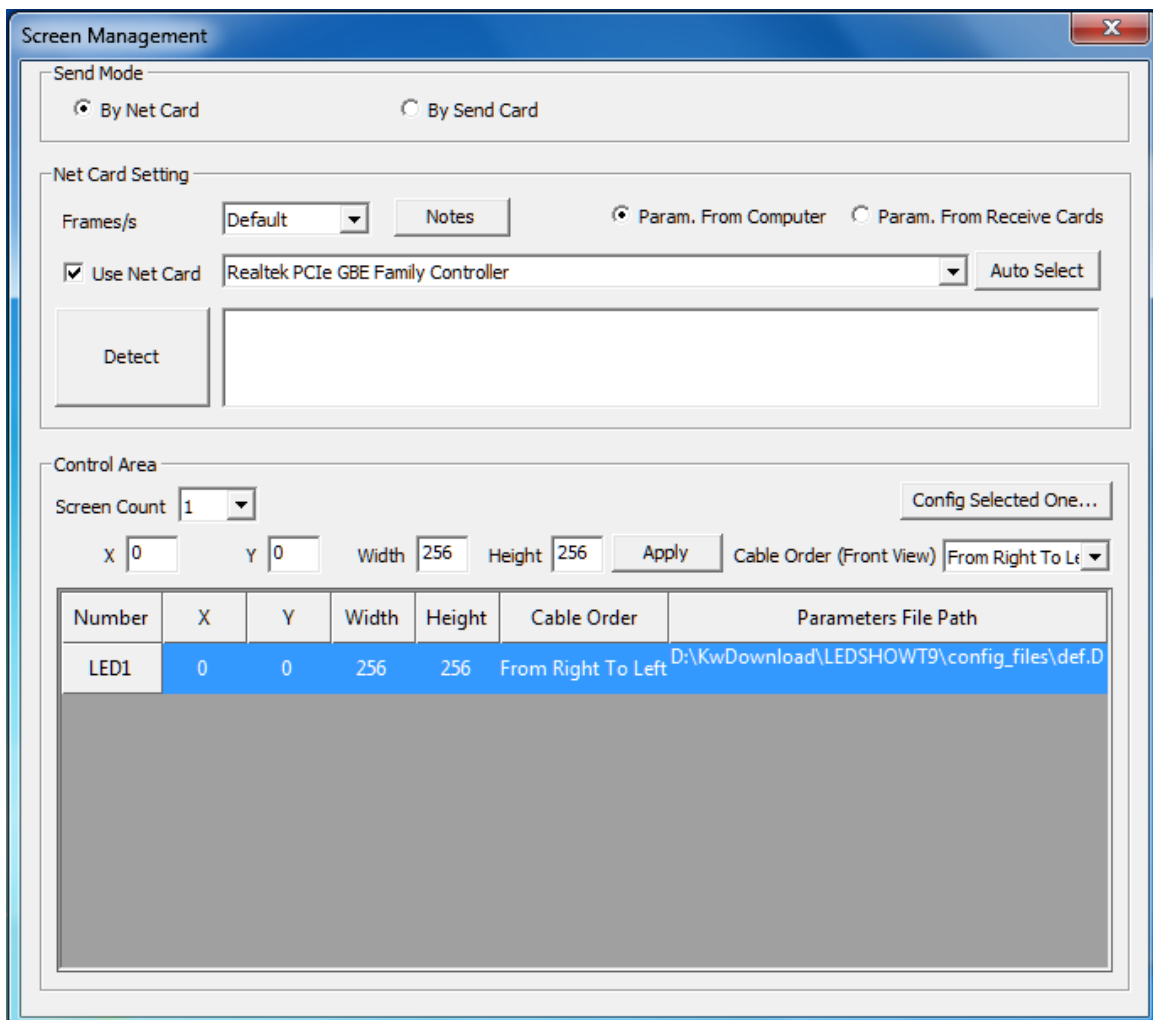 Screen Management
Send Mode
By Net Card By Send Card
Net Card Setting
Frames/s Default Notes Param. From Computer Param. From Receive Cards
Use Net Card Realtek PCIe GBE Family Controller Auto Select
Detect
Control Area
Screen Count 1 Config Selected One...
X 0 Y 0 Width 256 Height 256 Apply Cable Order (Front View) From Right To Le
Number X Y Width Height Cable Order Parameters File Path
LED1 0 0 256 256 From Right To Left D:\KwDownload\LEDSHOWT9\config_files\def.D